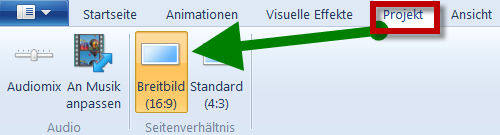 Startseite Animationen Visuelle Effekte Projekt Ansicht
Audiomix An Musik Breitbild Standard
anpassen (16:9) (4:3)
Audio Seitenverhältnis